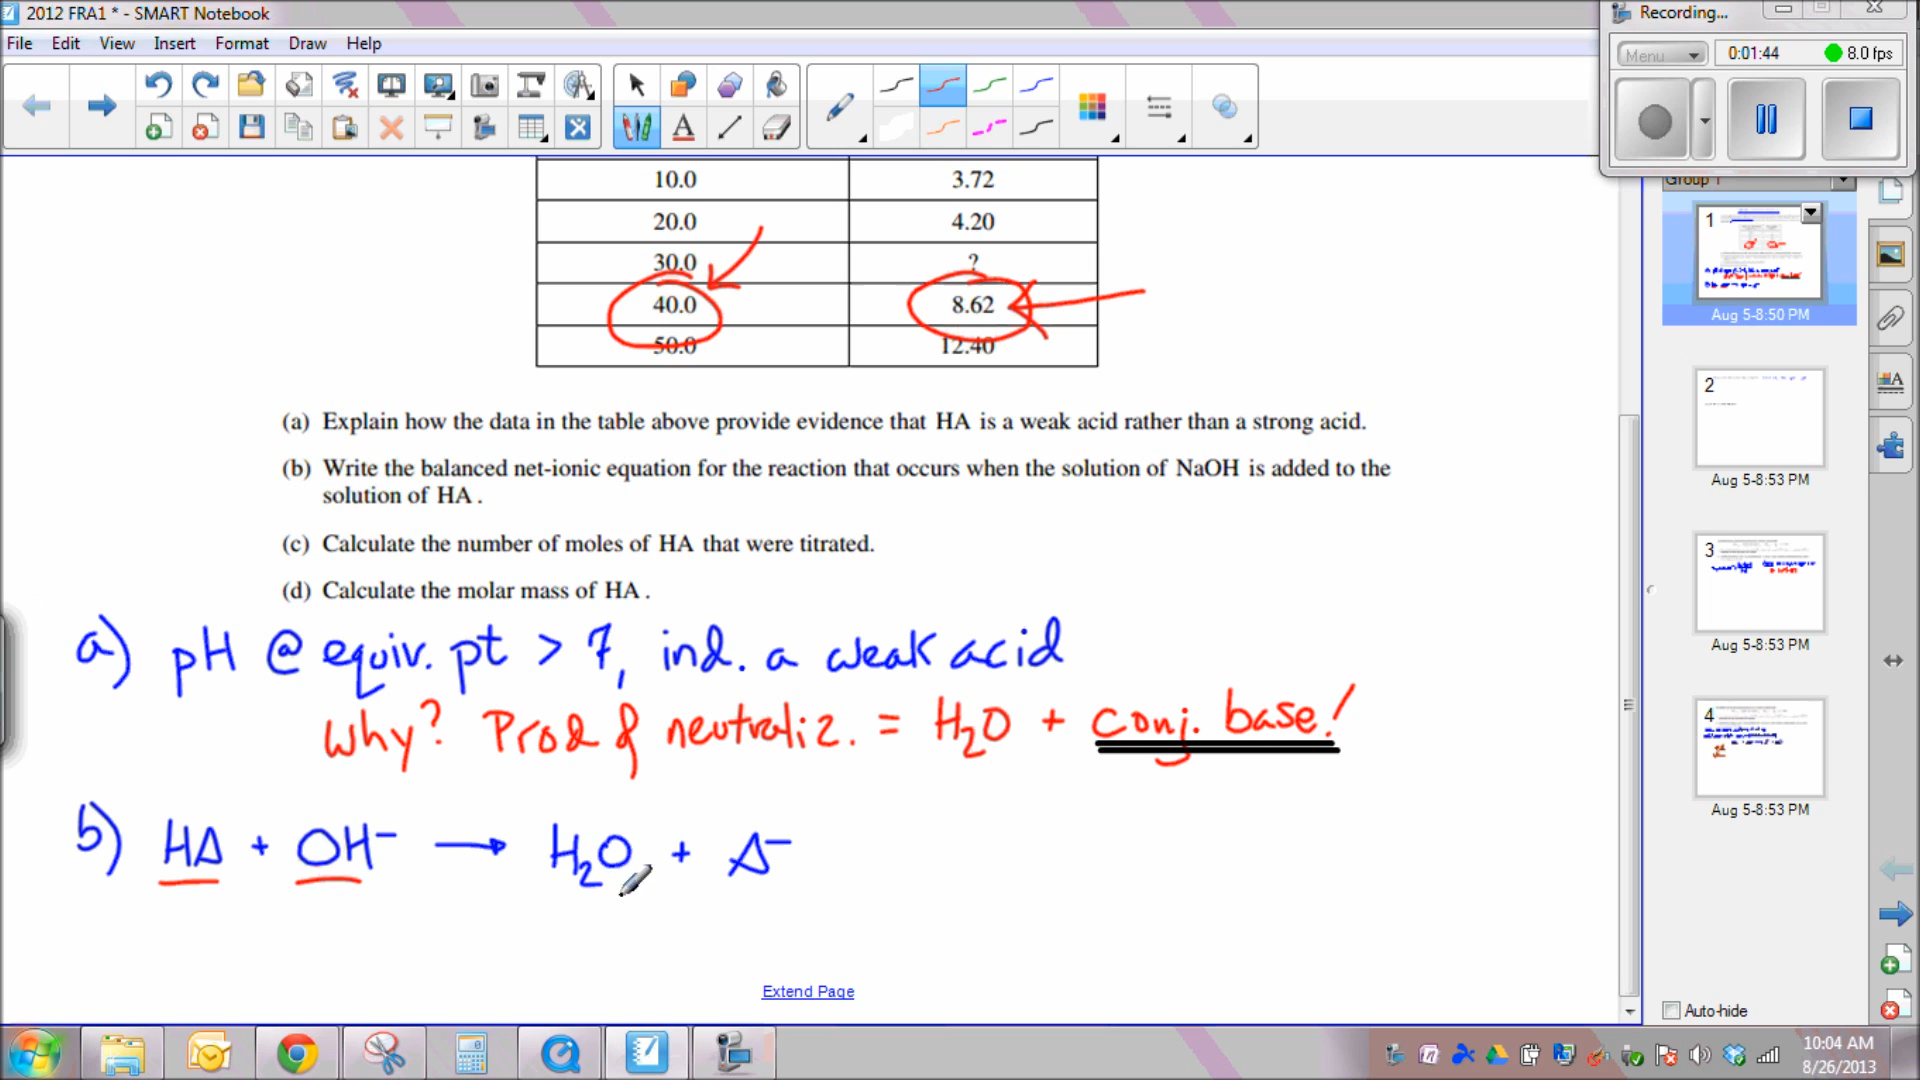 2012 FRA1 * - SMART Notebook
File Edit View Insert Format Draw Help
Recording...
Menu 0:01:44 8.0 fps
10.0 3.72
20.0 4.20
30.0 ?
40.0 8.62
50.0 12.40
(a) Explain how the data in the table above provide evidence that HA is a weak acid rather than a strong acid.
(b) Write the balanced net-ionic equation for the reaction that occurs when the solution of NaOH is added to the
solution of HA .
(c) Calculate the number of moles of HA that were titrated.
(d) Calculate the molar mass of HA .
a) pH @ equiv. pt > 7, ind. a weak acid
Why? Prod of neutraliz. = H₂O + conj. base!
b) HA + OH⁻ → H₂O + A⁻
Extend Page
Group 1
1
Aug 5-8:50 PM
2
Aug 5-8:53 PM
3
Aug 5-8:53 PM
4
Aug 5-8:53 PM
Auto-hide
10:04 AM
8/26/2013